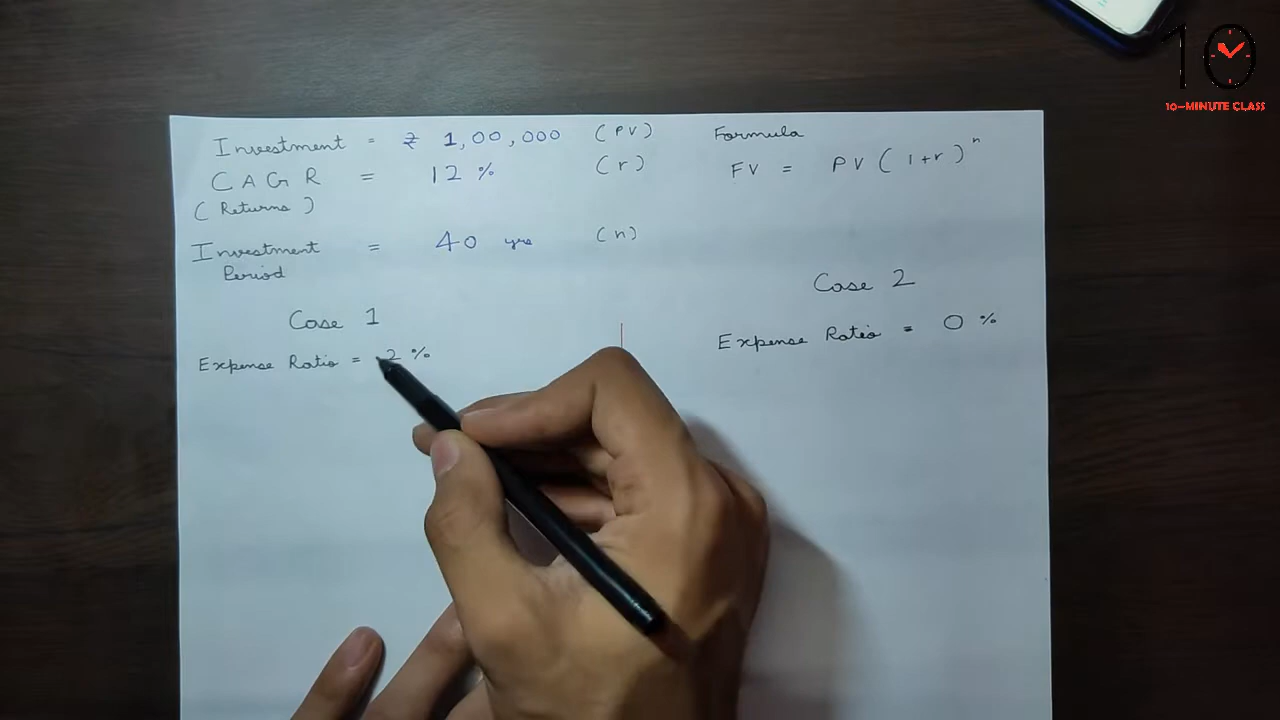 10
10-MINUTE CLASS
Investment = ₹ 1,00,000 (PV)
CAGR = 12 % (r)
(Returns)
Investment Period = 40 yrs (n)
Formula
FV = PV (1+r)ⁿ
Case 1
Expense Ratio = 2 %
Case 2
Expense Ratio = 0 %